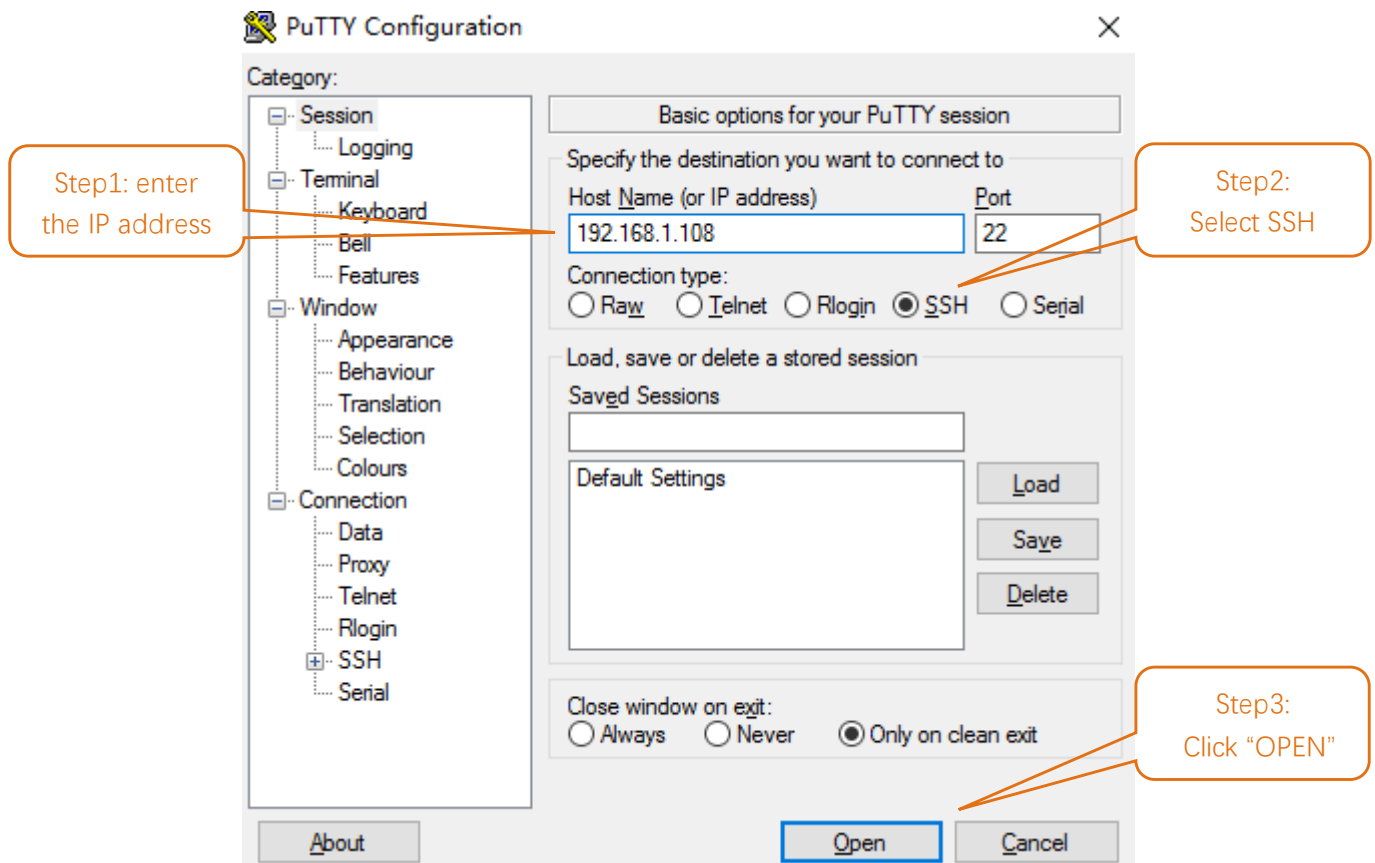 PuTTY Configuration
Category:
Session
Logging
Terminal
Keyboard
Bell
Features
Window
Appearance
Behaviour
Translation
Selection
Colours
Connection
Data
Proxy
Telnet
Rlogin
SSH
Serial
Basic options for your PuTTY session
Specify the destination you want to connect to
Host Name (or IP address) Port
192.168.1.108 22
Connection type:
Raw Telnet Rlogin SSH Serial
Load, save or delete a stored session
Saved Sessions
Default Settings
Load
Save
Delete
Close window on exit:
Always Never Only on clean exit
About Open Cancel
Step1: enter
the IP address
Step2:
Select SSH
Step3:
Click “OPEN”